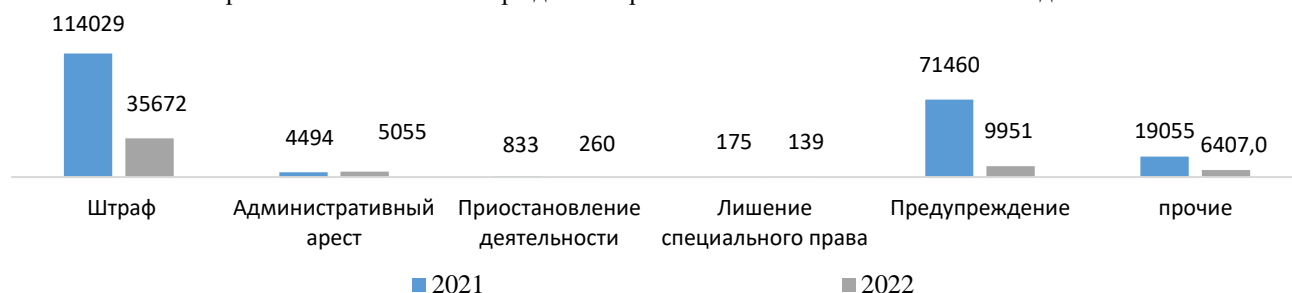 114029
35672
4494
5055
833
260
175
139
71460
9951
19055
6407,0
Штраф
Административный
арест
Приостановление
деятельности
Лишение
специального права
Предупреждение
прочие
2021
2022